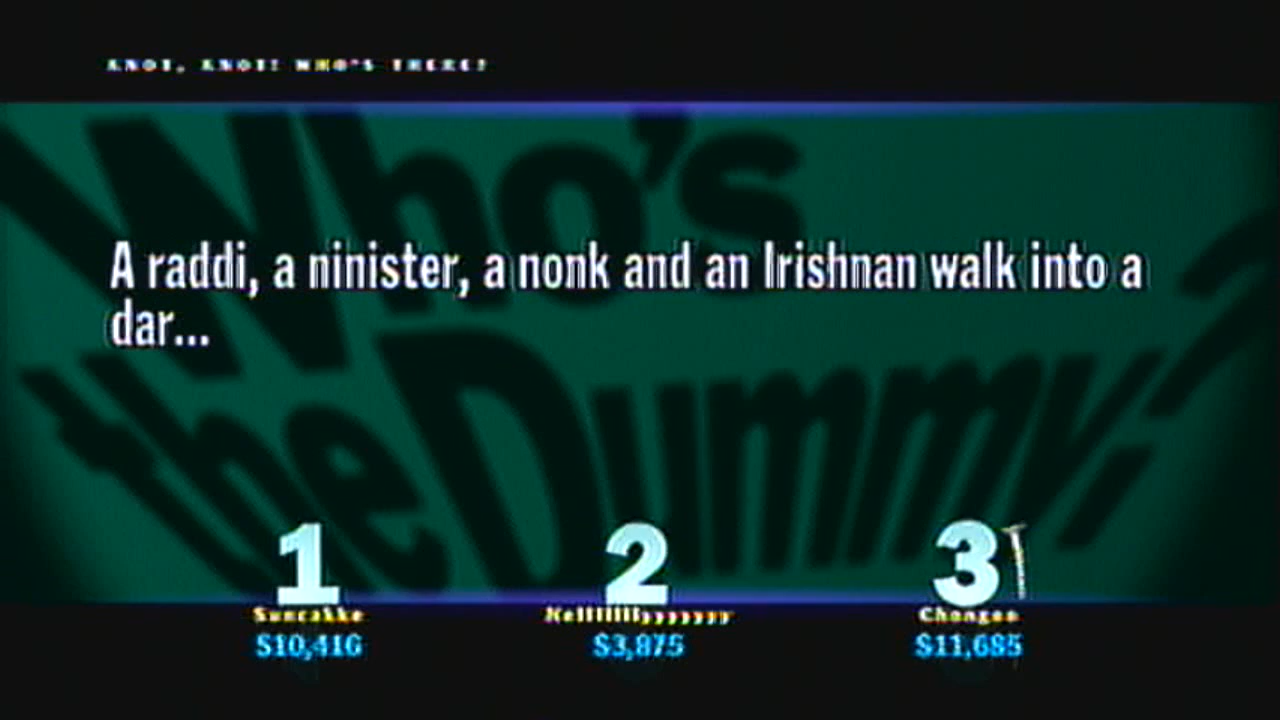 KNOT, KNOT! WHO'S THERE?
Who's
the Dummy?
A raddi, a ninister, a nonk and an Irishnan walk into a
dar...
1 2 3
$10,416 $3,875 $11,685